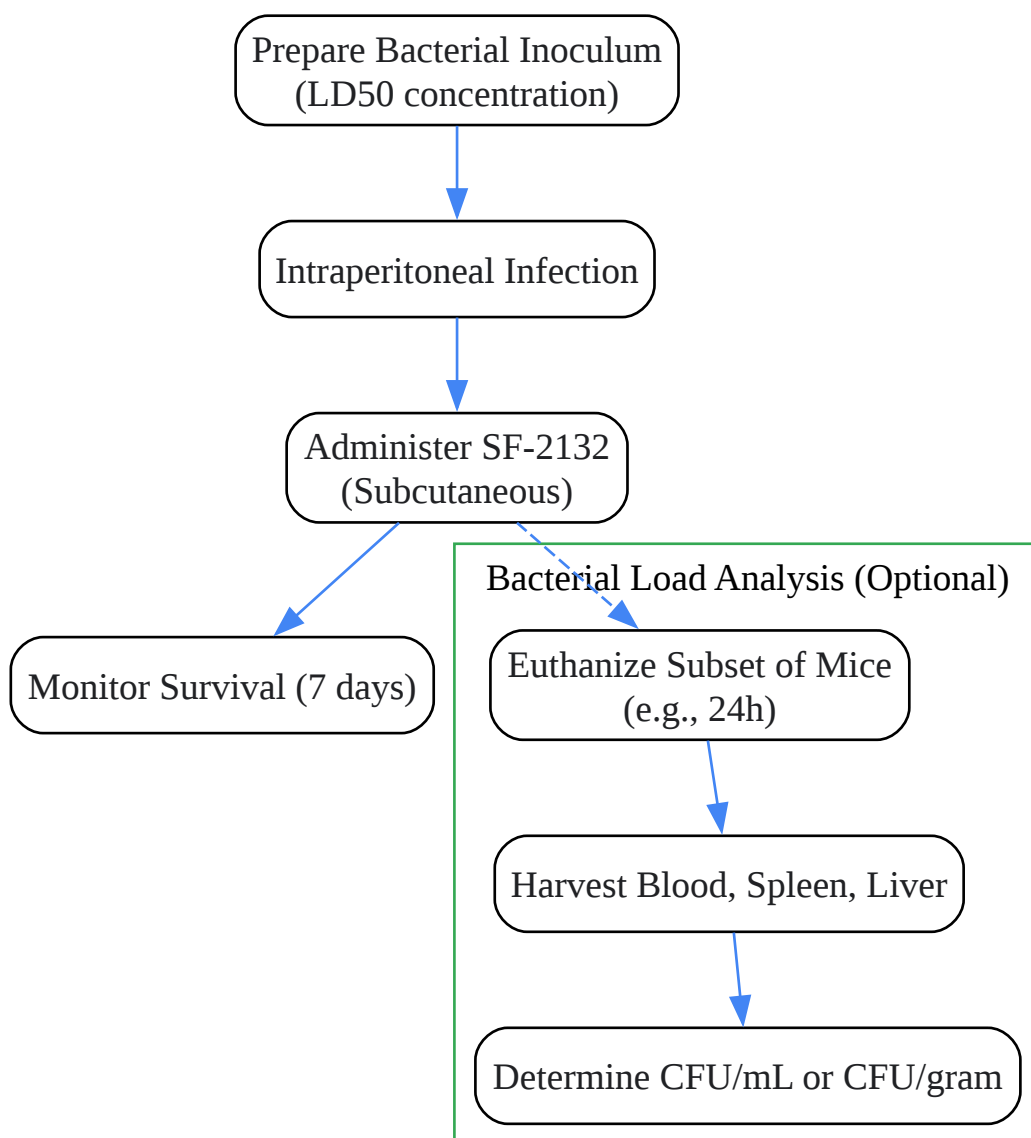 Prepare Bacterial Inoculum
(LD50 concentration)
Intraperitoneal Infection
Administer SF-2132
(Subcutaneous)
Bacterial Load Analysis (Optional)
Monitor Survival (7 days)
Euthanize Subset of Mice
(e.g., 24h)
Harvest Blood, Spleen, Liver
Determine CFU/mL or CFU/gram